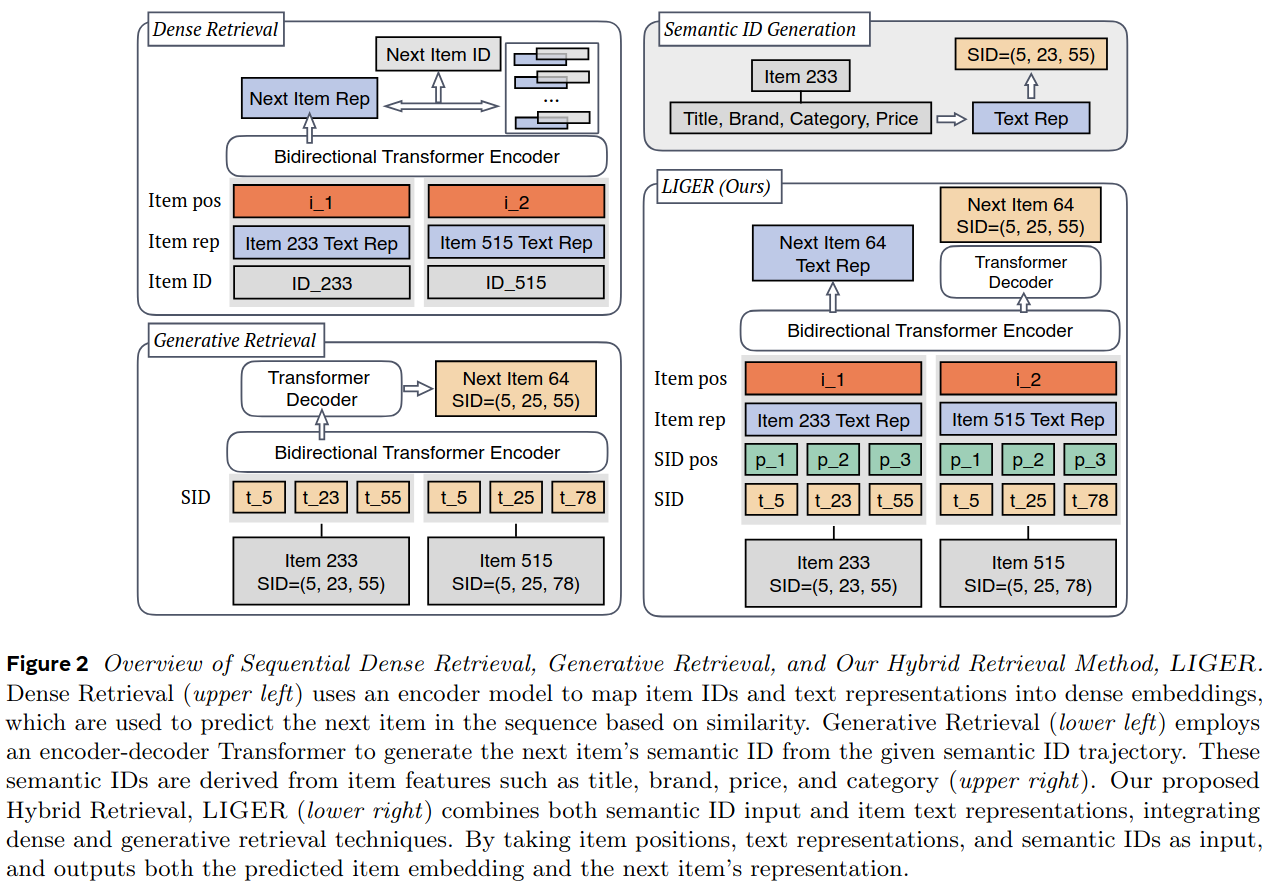 Dense Retrieval
Next Item ID
Next Item Rep
...
Bidirectional Transformer Encoder
Item pos
i_1
i_2
Item rep
Item 233 Text Rep
Item 515 Text Rep
Item ID
ID_233
ID_515
Generative Retrieval
Transformer
Decoder
Next Item 64
SID=(5, 25, 55)
Bidirectional Transformer Encoder
SID
t_5
t_23
t_55
t_5
t_25
t_78
Item 233
SID=(5, 23, 55)
Item 515
SID=(5, 25, 78)
Semantic ID Generation
SID=(5, 23, 55)
Item 233
Title, Brand, Category, Price
Text Rep
LIGER (Ours)
Next Item 64
SID=(5, 25, 55)
Next Item 64
Text Rep
Transformer
Decoder
Bidirectional Transformer Encoder
Item pos
i_1
i_2
Item rep
Item 233 Text Rep
Item 515 Text Rep
SID pos
p_1
p_2
p_3
p_1
p_2
p_3
SID
t_5
t_23
t_55
t_5
t_25
t_78
Item 233
SID=(5, 23, 55)
Item 515
SID=(5, 25, 78)
Figure 2 Overview of Sequential Dense Retrieval, Generative Retrieval, and Our Hybrid Retrieval Method, LIGER.
Dense Retrieval (upper left) uses an encoder model to map item IDs and text representations into dense embeddings,
which are used to predict the next item in the sequence based on similarity. Generative Retrieval (lower left) employs
an encoder-decoder Transformer to generate the next item's semantic ID from the given semantic ID trajectory. These
semantic IDs are derived from item features such as title, brand, price, and category (upper right). Our proposed
Hybrid Retrieval, LIGER (lower right) combines both semantic ID input and item text representations, integrating
dense and generative retrieval techniques. By taking item positions, text representations, and semantic IDs as input,
and outputs both the predicted item embedding and the next item's representation.